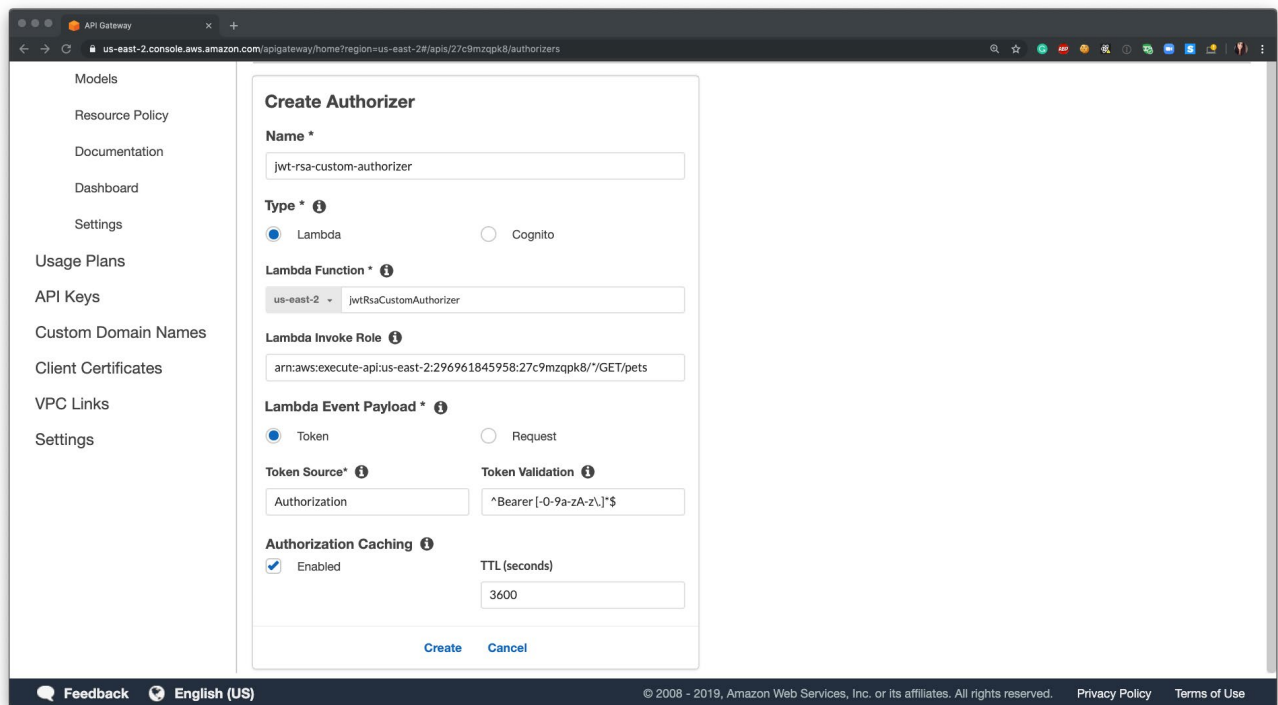 API Gateway
us-east-2.console.aws.amazon.com/apigateway/home?region=us-east-2#/apis/27c9mzqpk8/authorizers
ABP
Models
Resource Policy
Documentation
Dashboard
Settings
Usage Plans
API Keys
Custom Domain Names
Client Certificates
VPC Links
Settings
Create Authorizer
Name *
jwt-rsa-custom-authorizer
Type *
Lambda Cognito
Lambda Function *
us-east-2 jwtRsaCustomAuthorizer
Lambda Invoke Role
arn:aws:execute-api:us-east-2:296961845958:27c9mzqpk8/*/GET/pets
Lambda Event Payload *
Token Request
Token Source* Token Validation
Authorization ^Bearer [-0-9a-zA-z\.]*$
Authorization Caching
Enabled TTL (seconds)
3600
Create Cancel
Feedback English (US) © 2008 - 2019, Amazon Web Services, Inc. or its affiliates. All rights reserved. Privacy Policy Terms of Use